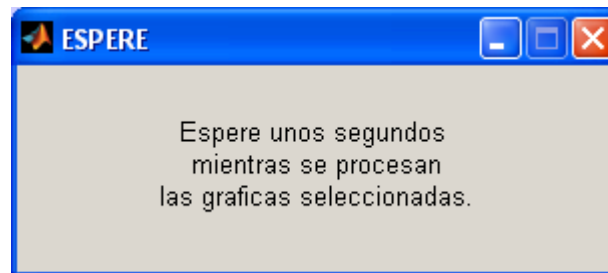 ESPERE
Espere unos segundos
mientras se procesan
las graficas seleccionadas.